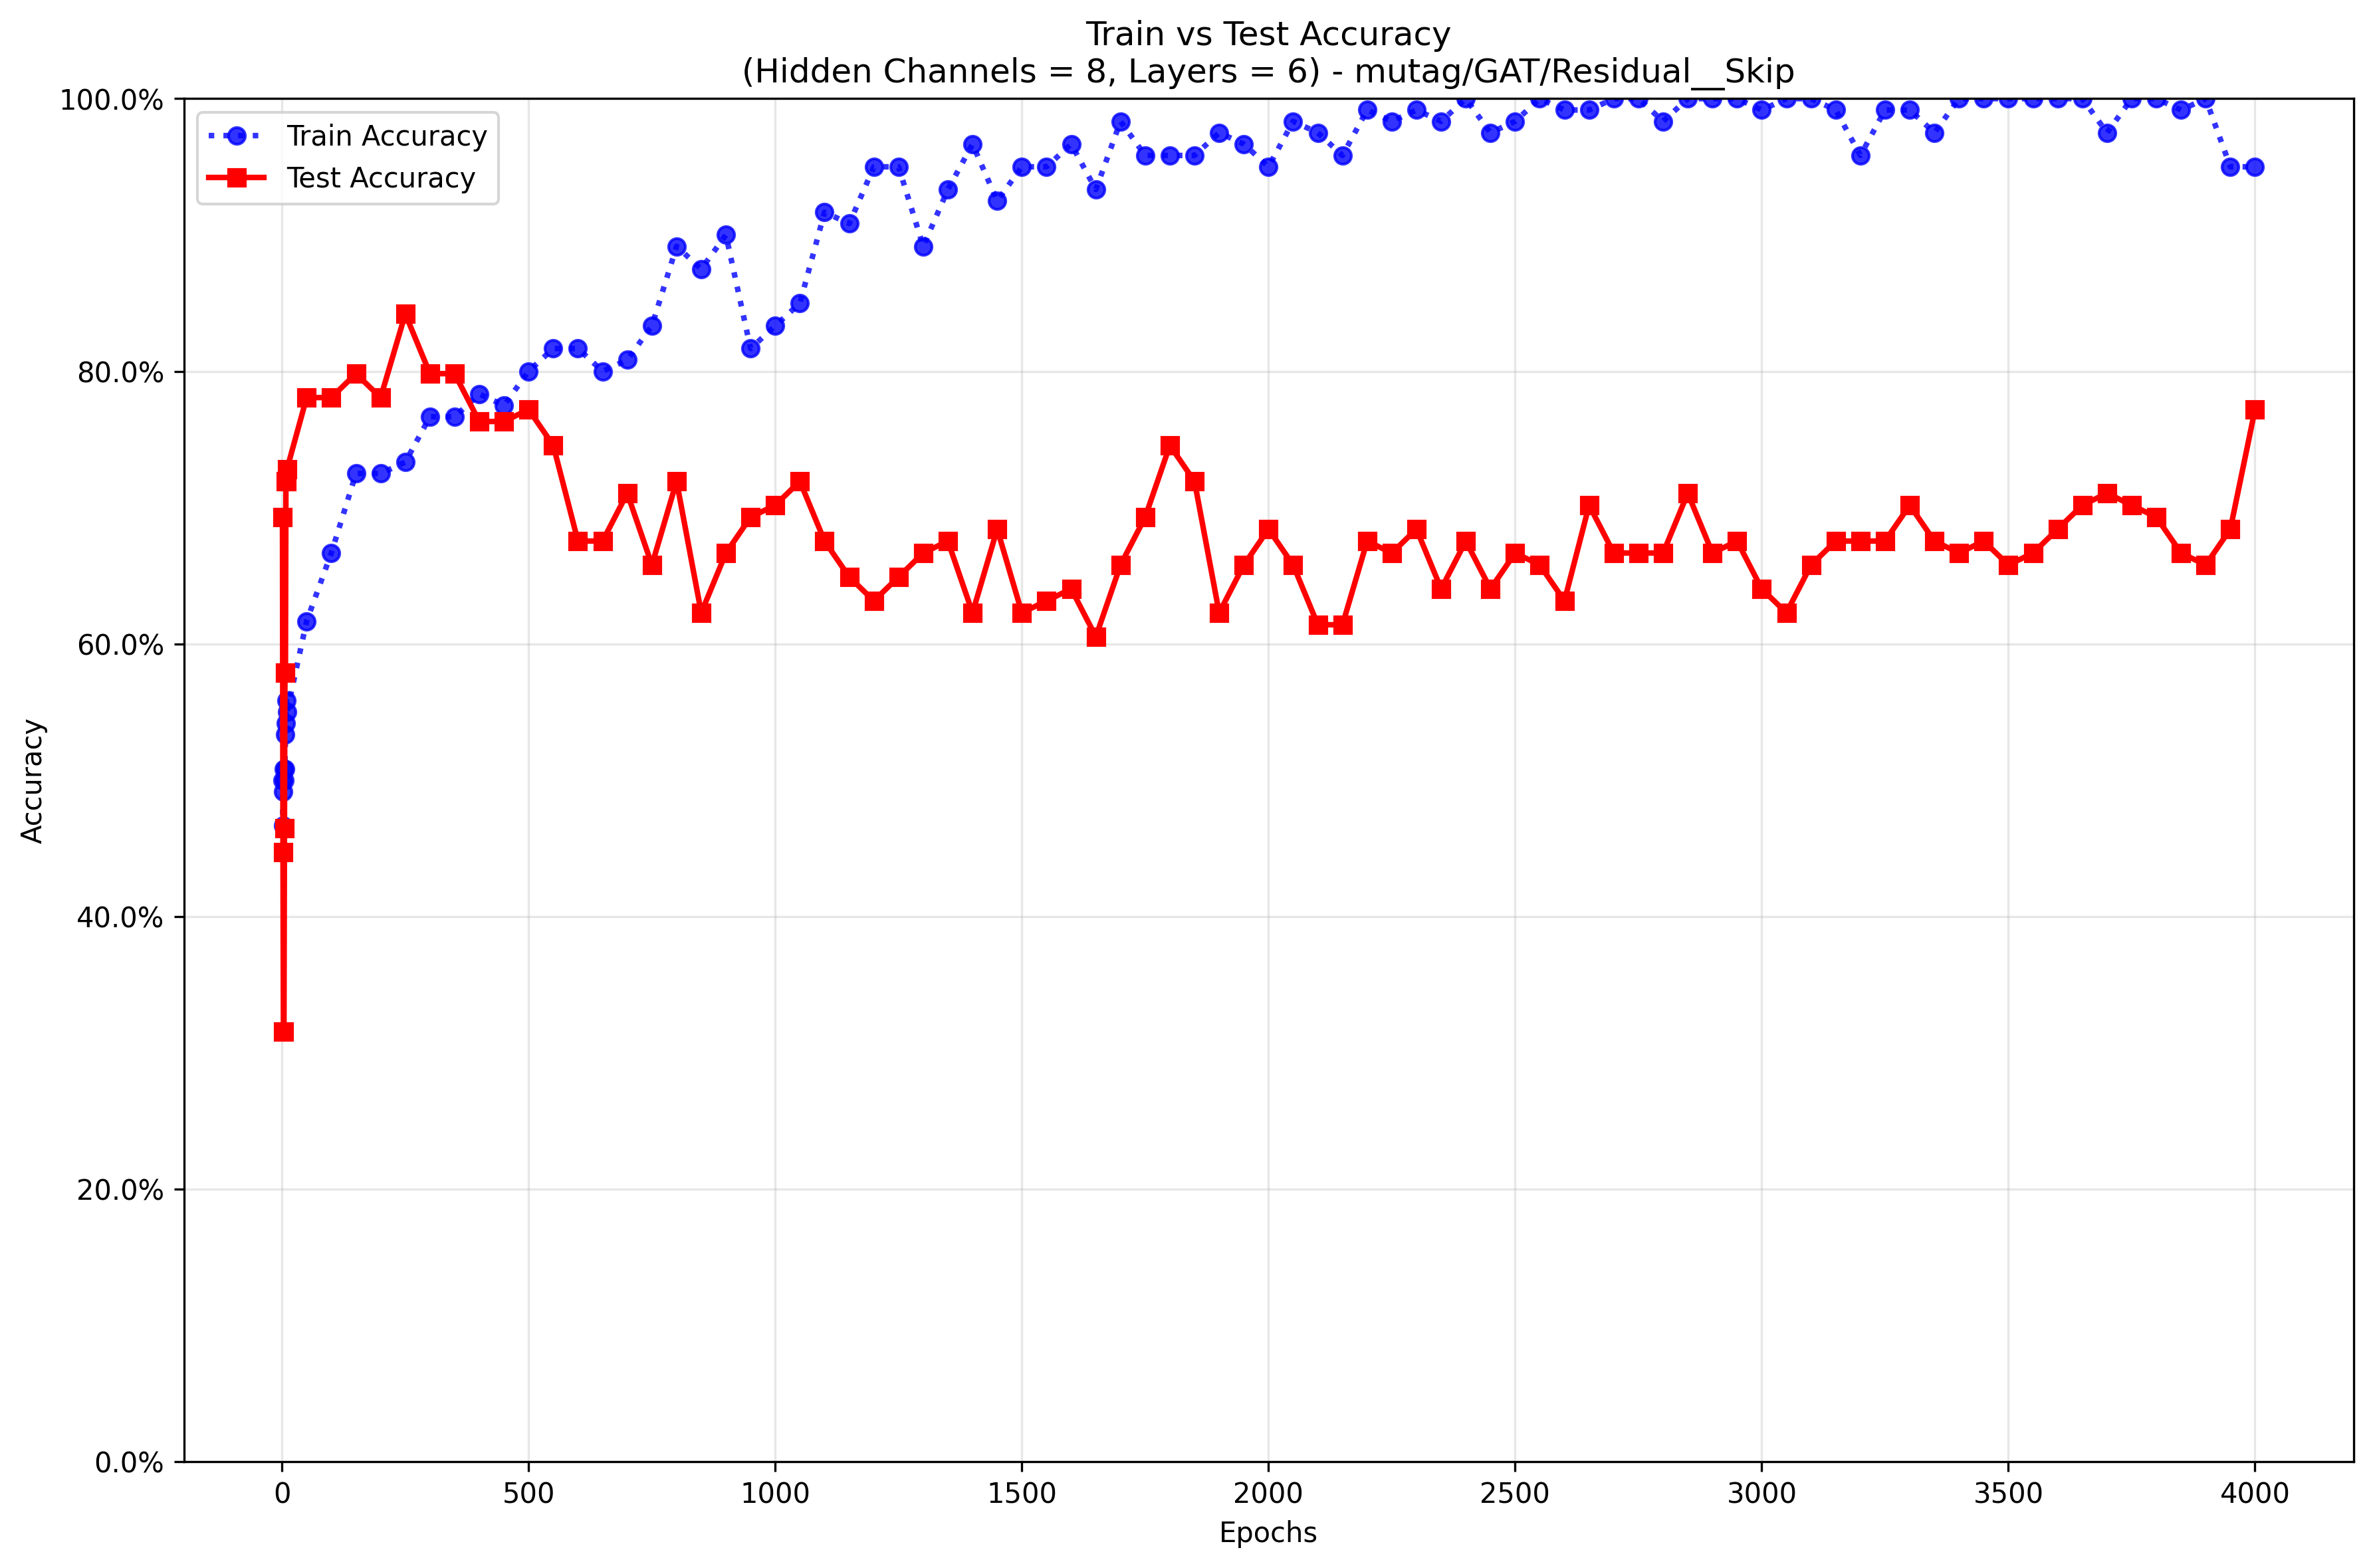 Train vs Test Accuracy
(Hidden Channels = 8, Layers = 6) - mutag/GAT/Residual__Skip
100.0%
80.0%
60.0%
40.0%
20.0%
0.0%
Accuracy
Train Accuracy
Test Accuracy
0 500 1000 1500 2000 2500 3000 3500 4000
Epochs